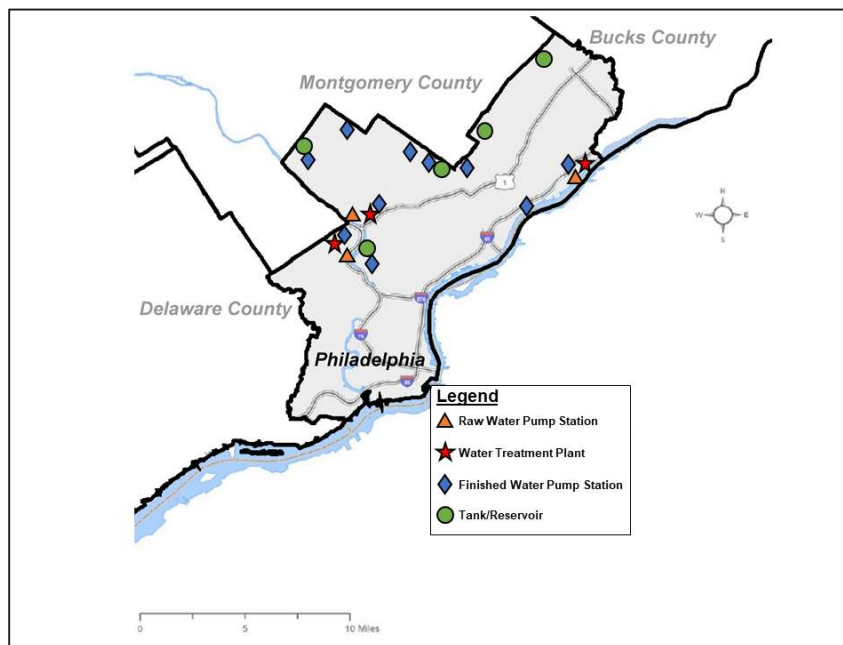 Bucks County
Montgomery County
1
N
W E
S
Delaware County
Philadelphia
95
Legend
Raw Water Pump Station
Water Treatment Plant
Finished Water Pump Station
Tank/Reservoir
0 5 10 Miles